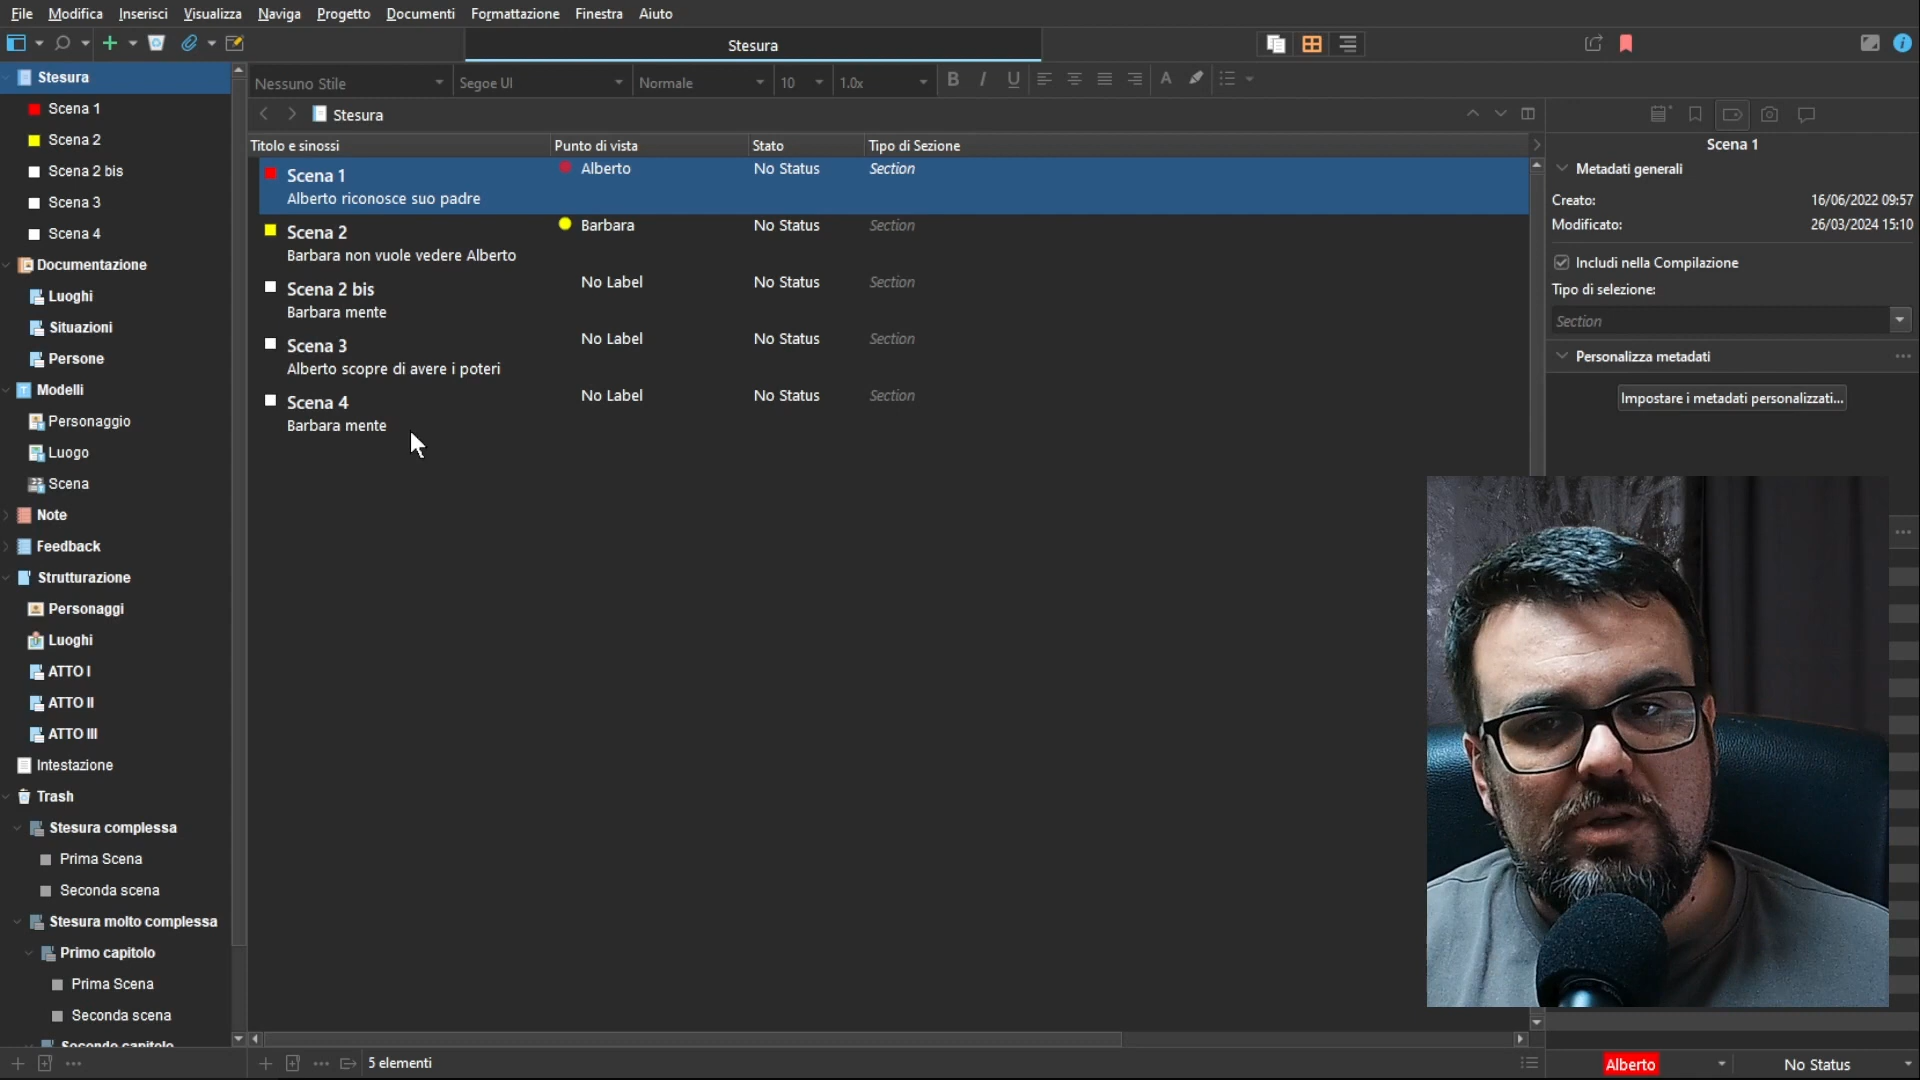 File Modifica Inserisci Visualizza Naviga Progetto Documenti Formattazione Finestra Aiuto
Stesura
Stesura
Scena 1
Scena 2
Scena 2 bis
Scena 3
Scena 4
Documentazione
Luoghi
Situazioni
Persone
Modelli
Personaggio
Luogo
Scena
Note
Feedback
Strutturazione
Personaggi
Luoghi
ATTO I
ATTO II
ATTO III
Intestazione
Trash
Stesura complessa
Prima Scena
Seconda scena
Stesura molto complessa
Primo capitolo
Prima Scena
Seconda scena
Secondo capitolo
Nessuno Stile Segoe UI Normale 10 1.0x B I U A
Stesura
Titolo e sinossi Punto di vista Stato Tipo di Sezione
Scena 1 Alberto No Status Section
Alberto riconosce suo padre
Scena 2 Barbara No Status Section
Barbara non vuole vedere Alberto
Scena 2 bis No Label No Status Section
Barbara mente
Scena 3 No Label No Status Section
Alberto scopre di avere i poteri
Scena 4 No Label No Status Section
Barbara mente
5 elementi
Scena 1
Metadati generali
Creato: 16/06/2022 09:57
Modificato: 26/03/2024 15:10
Includi nella Compilazione
Tipo di selezione:
Section
Personalizza metadati
Impostare i metadati personalizzati...
Alberto No Status